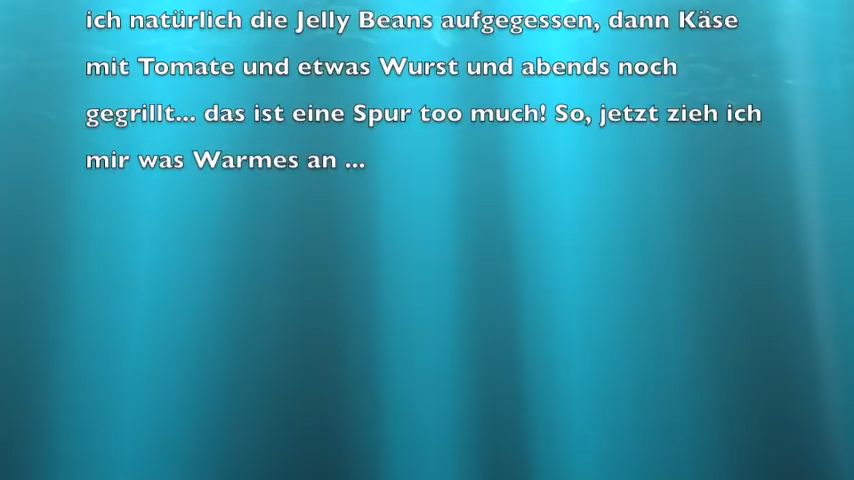 ich natürlich die Jelly Beans aufgegessen, dann Käse
mit Tomate und etwas Wurst und abends noch
gegrillt... das ist eine Spur too much! So, jetzt zieh ich
mir was Warmes an ...